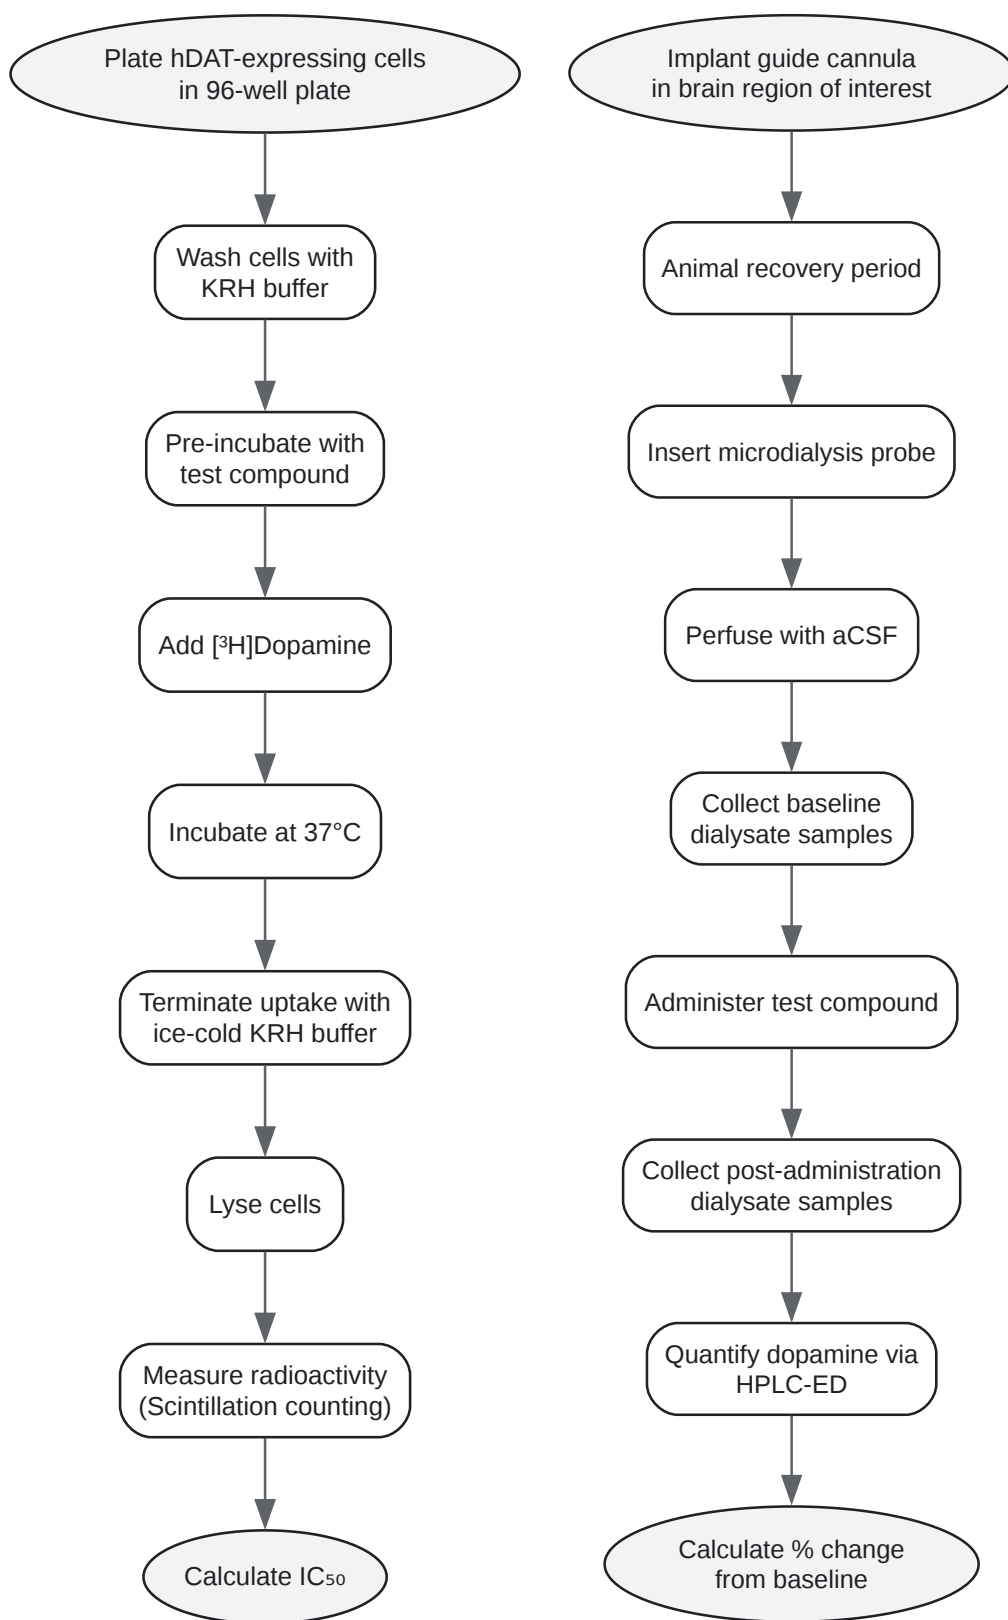 Plate hDAT-expressing cells
in 96-well plate
Wash cells with
KRH buffer
Pre-incubate with
test compound
Add [³H]Dopamine
Incubate at 37°C
Terminate uptake with
ice-cold KRH buffer
Lyse cells
Measure radioactivity
(Scintillation counting)
Calculate IC₅₀
Implant guide cannula
in brain region of interest
Animal recovery period
Insert microdialysis probe
Perfuse with aCSF
Collect baseline
dialysate samples
Administer test compound
Collect post-administration
dialysate samples
Quantify dopamine via
HPLC-ED
Calculate % change
from baseline